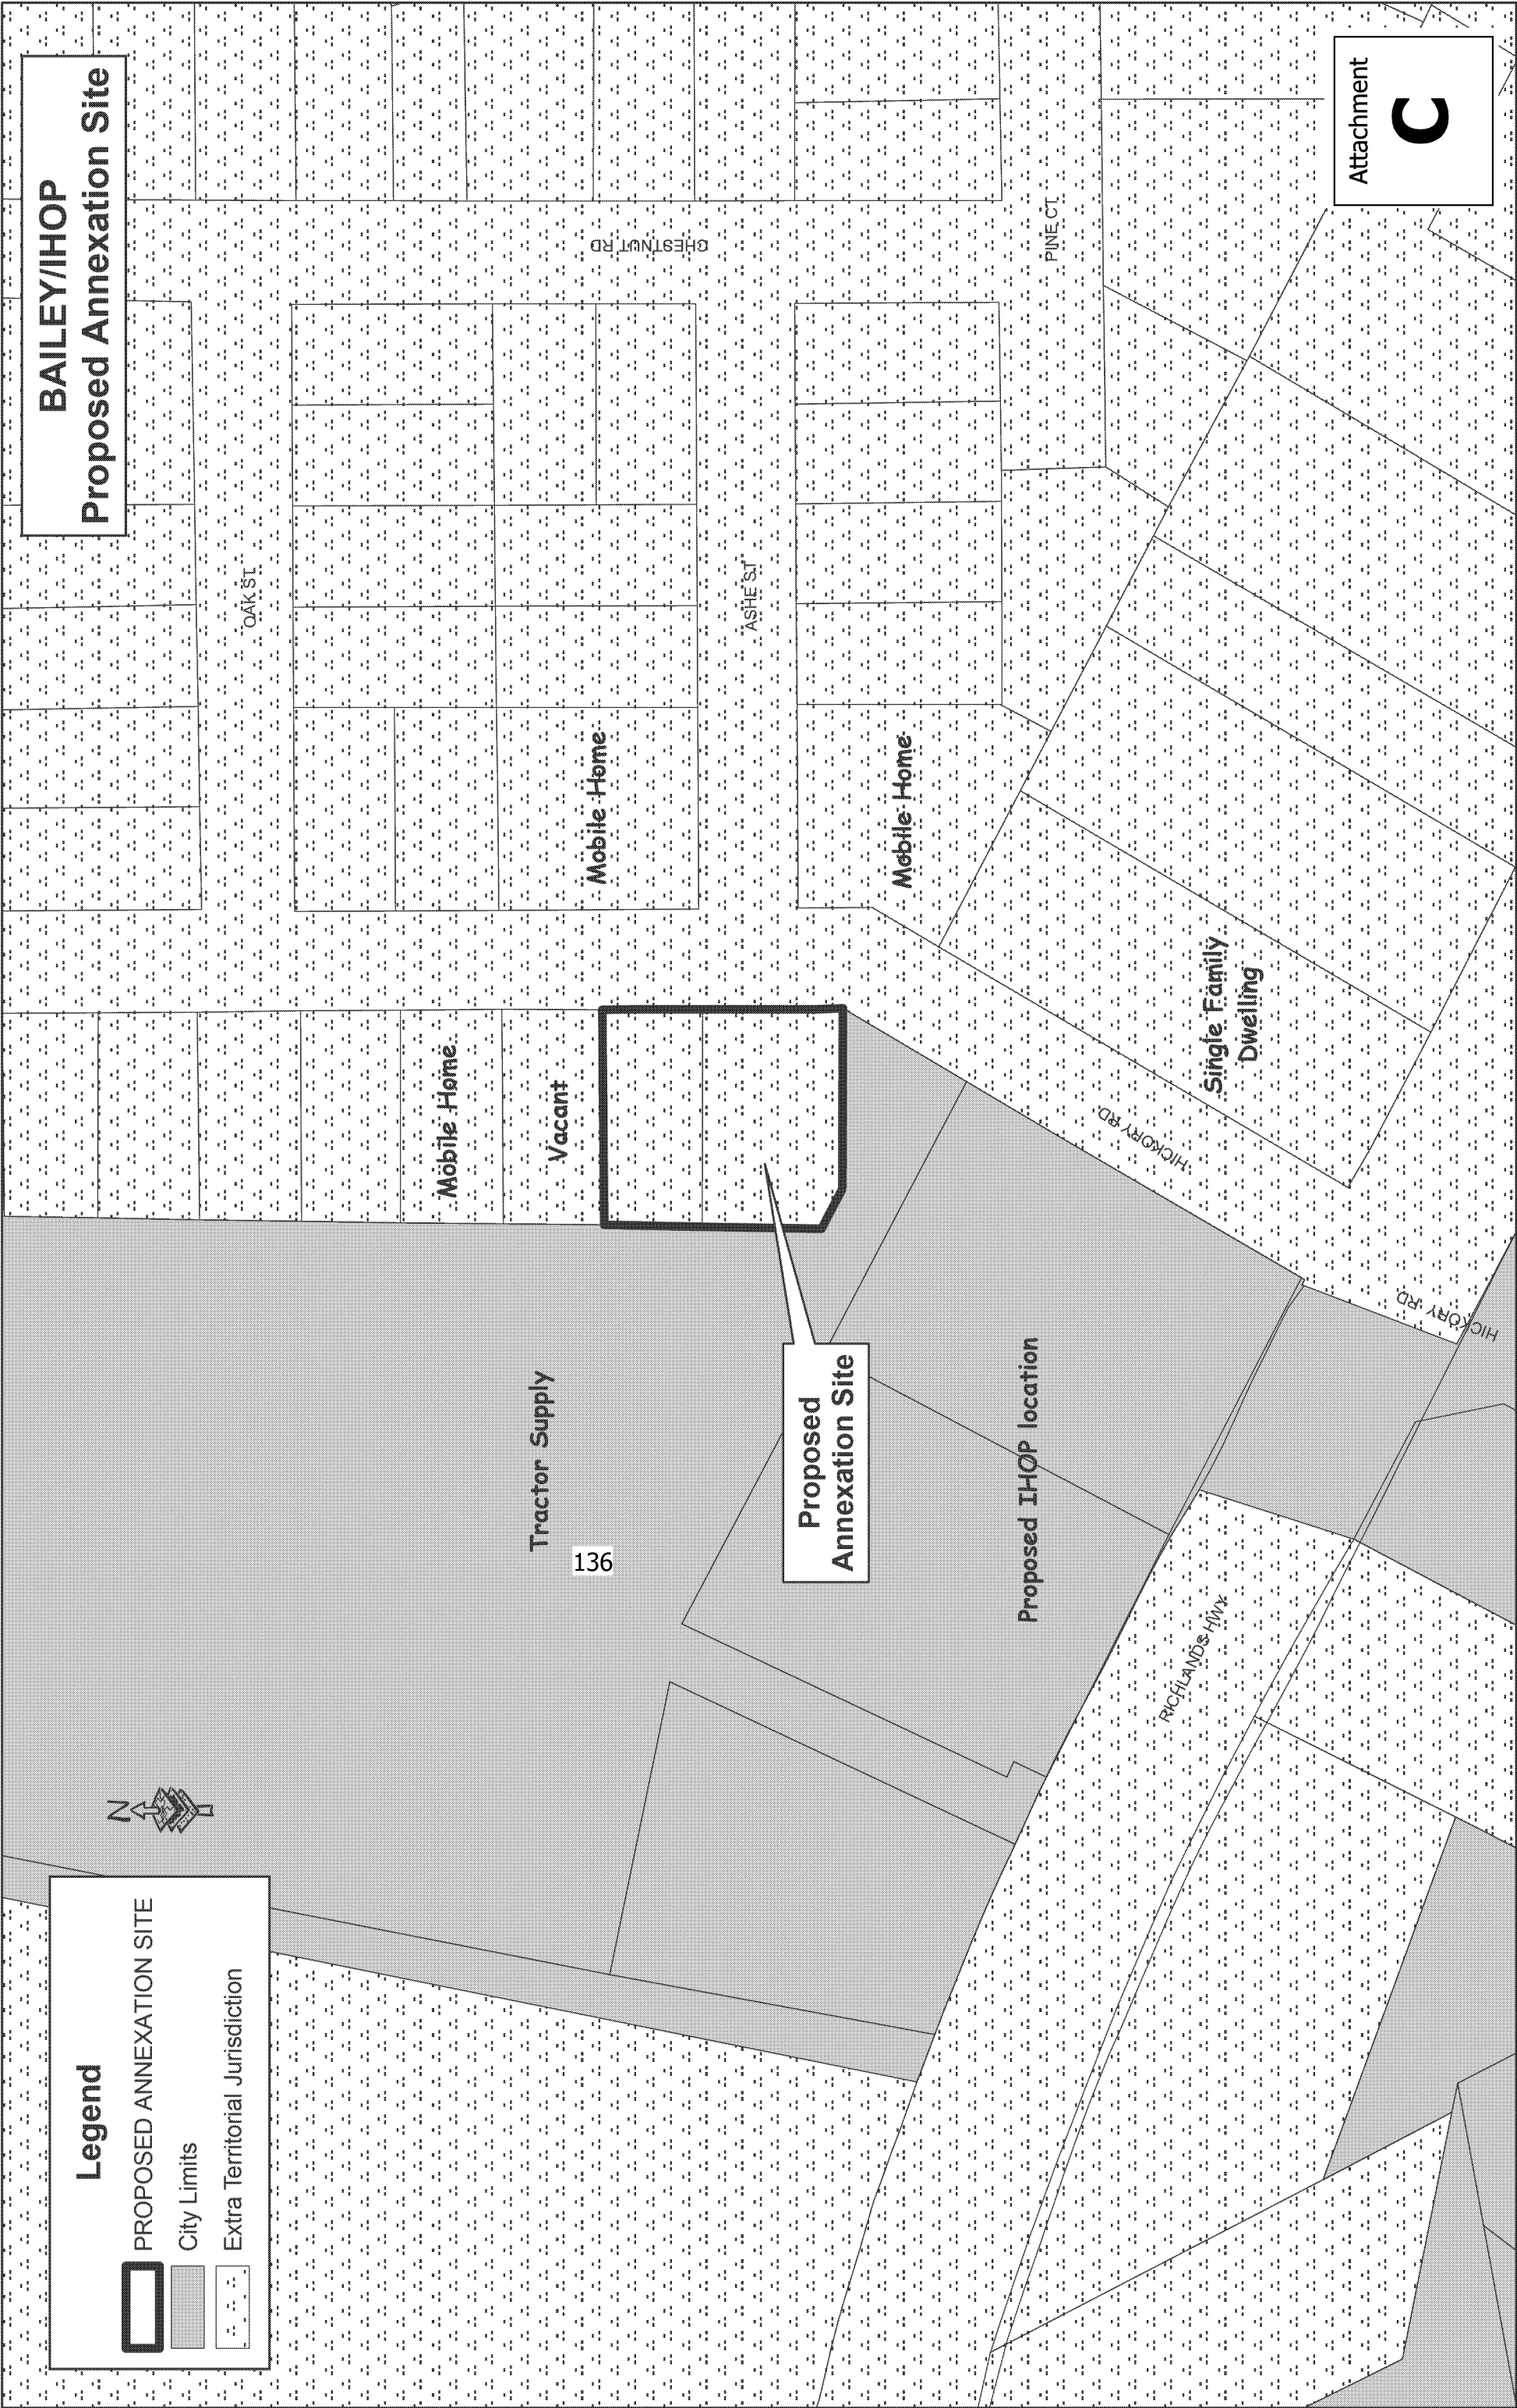 BAILEY/IHOP
Proposed Annexation Site
Legend
PROPOSED ANNEXATION SITE
City Limits
Extra Territorial Jurisdiction
N
OAK ST
CHESTNUT RD
ASHE ST
PINE CT
Mobile Home
Vacant
Mobile Home
Mobile Home
Tractor Supply
136
Proposed
Annexation Site
Proposed IHOP location
Single Family
Dwelling
HICKORY RD
HICKORY RD
RICHLANDS HWY
Attachment
C